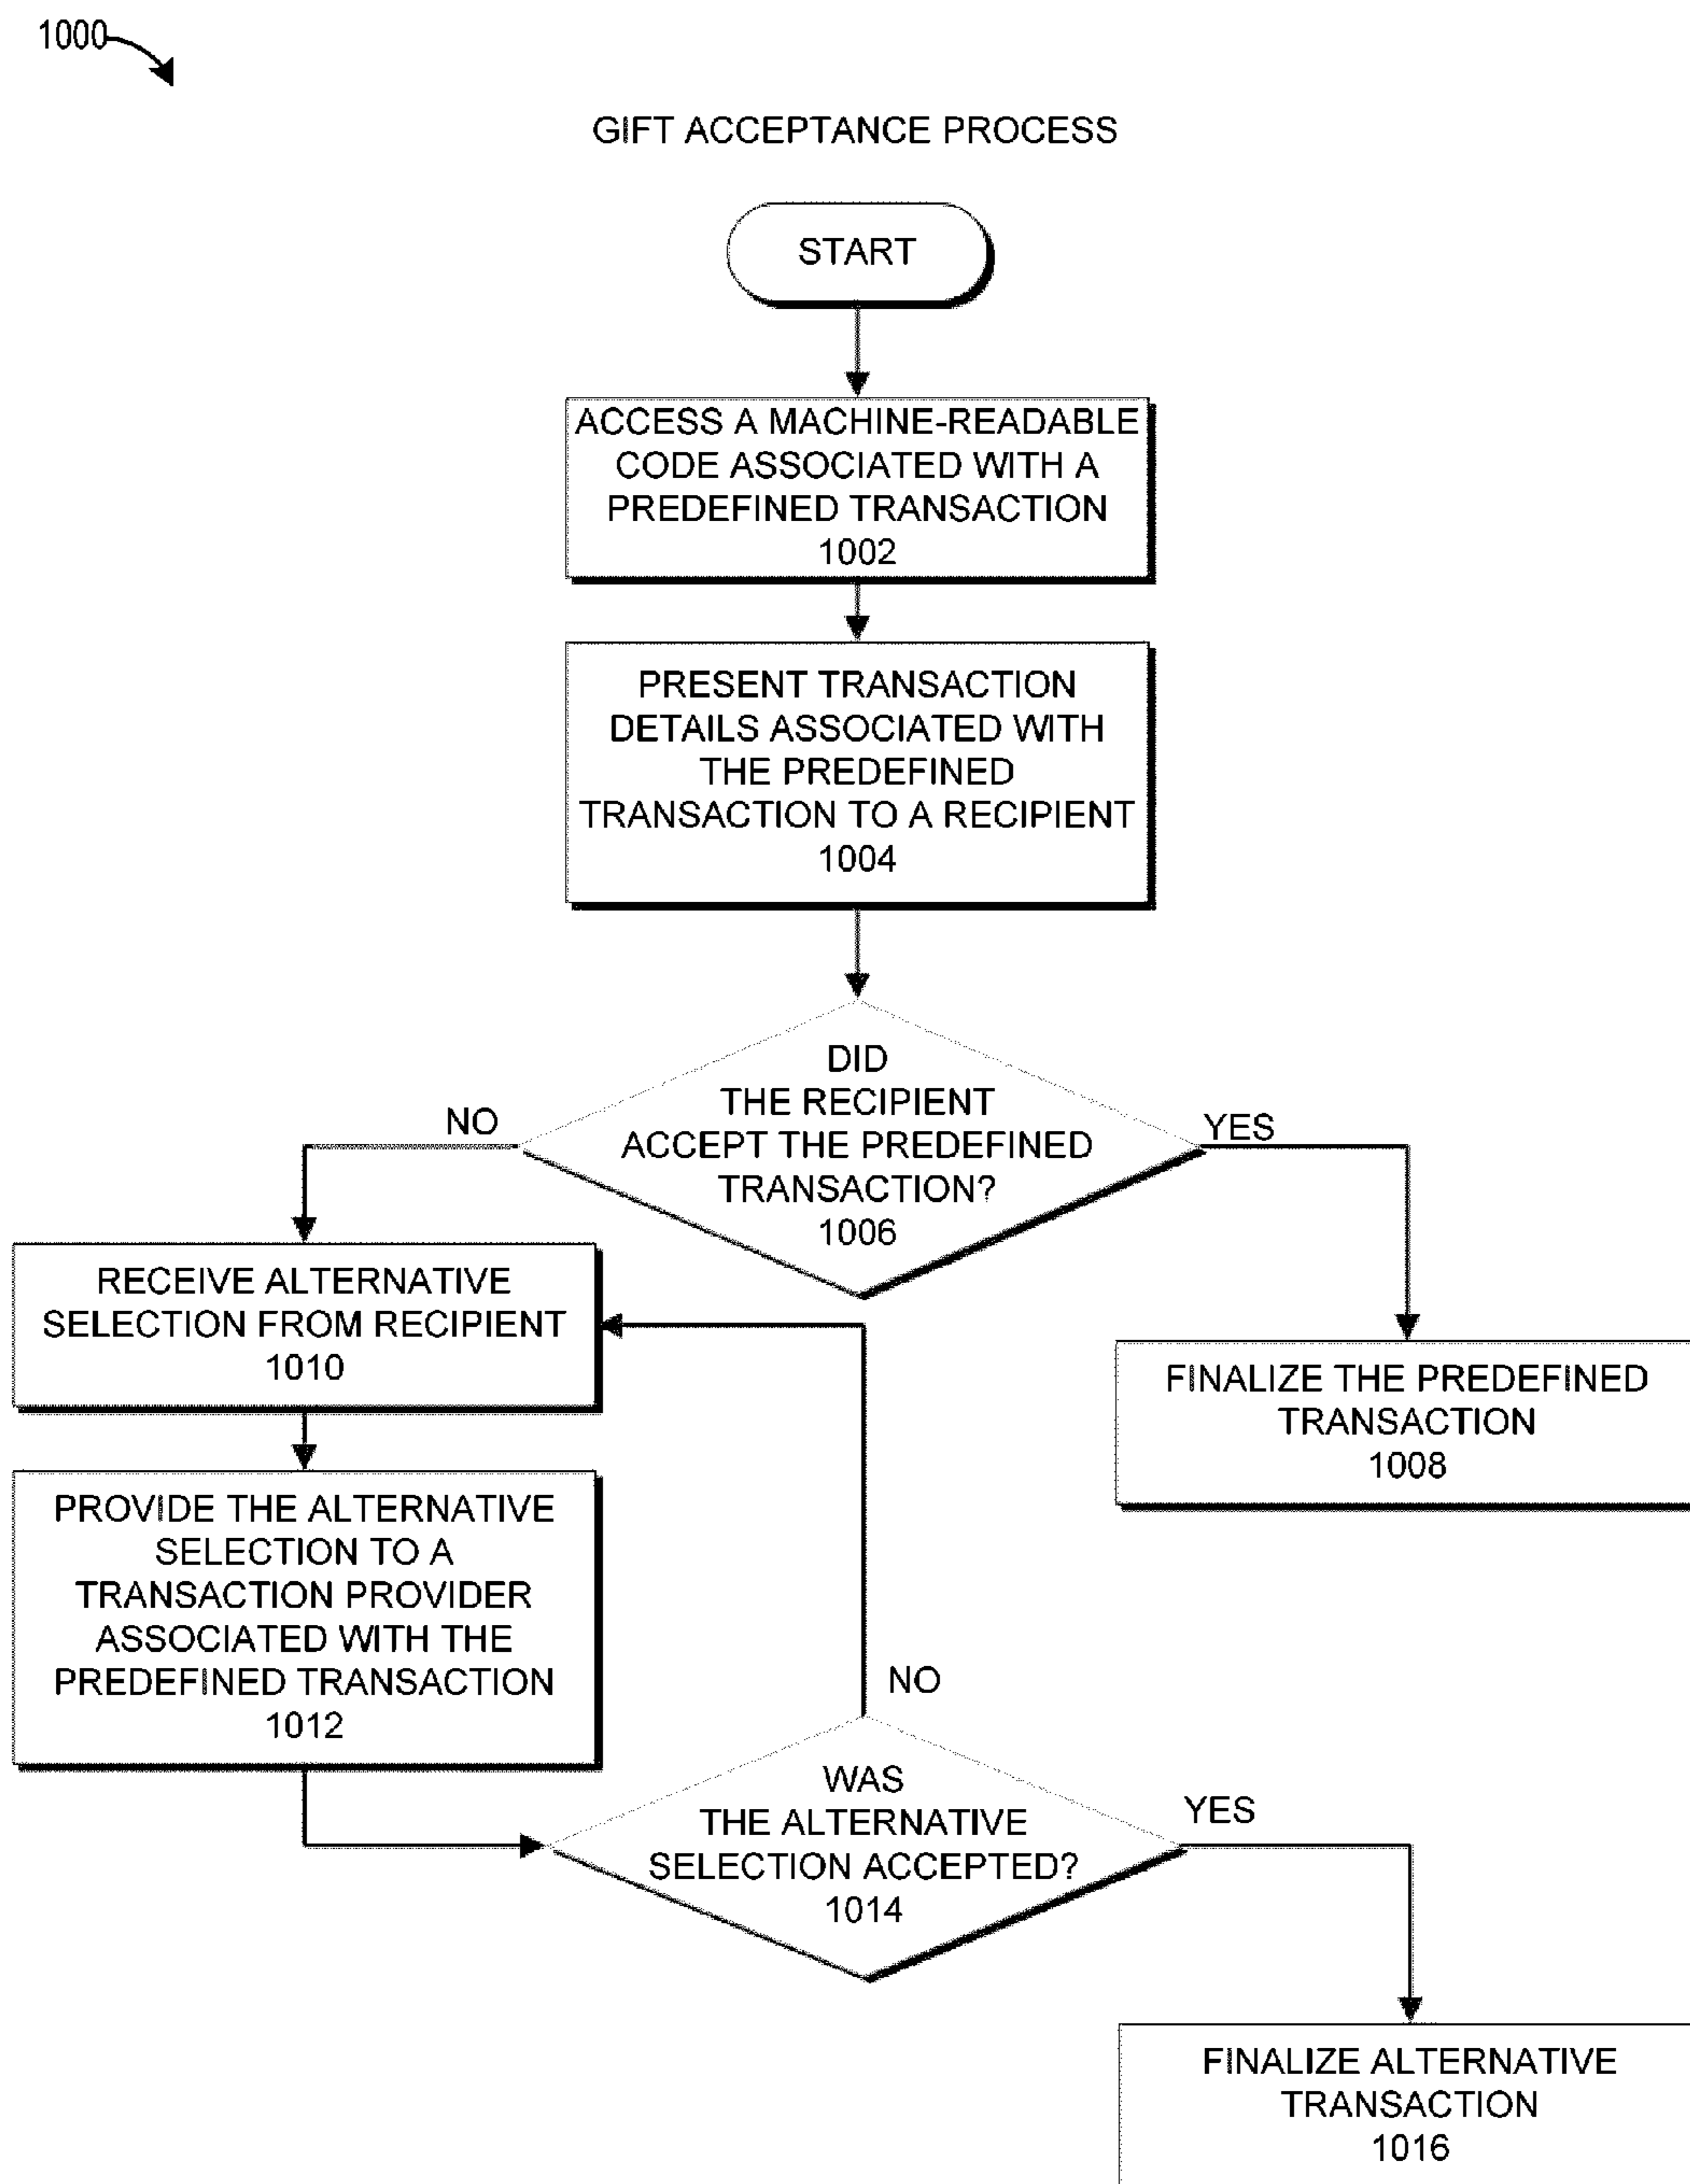 1000
GIFT ACCEPTANCE PROCESS
START
ACCESS A MACHINE-READABLE
CODE ASSOCIATED WITH A
PREDEFINED TRANSACTION
1002
PRESENT TRANSACTION
DETAILS ASSOCIATED WITH
THE PREDEFINED
TRANSACTION TO A RECIPIENT
1004
DID
THE RECIPIENT
ACCEPT THE PREDEFINED
TRANSACTION?
1006
NO
YES
RECEIVE ALTERNATIVE
SELECTION FROM RECIPIENT
1010
FINALIZE THE PREDEFINED
TRANSACTION
1008
PROVIDE THE ALTERNATIVE
SELECTION TO A
TRANSACTION PROVIDER
ASSOCIATED WITH THE
PREDEFINED TRANSACTION
1012
NO
WAS
THE ALTERNATIVE
SELECTION ACCEPTED?
1014
YES
FINALIZE ALTERNATIVE
TRANSACTION
1016